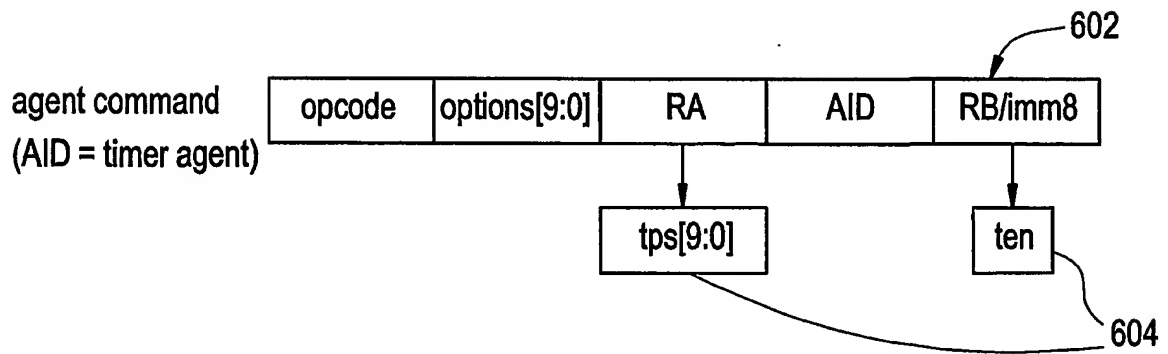 602
agent command
(AID = timer agent)
opcode options[9:0] RA AID RB/imm8
tps[9:0] ten
604